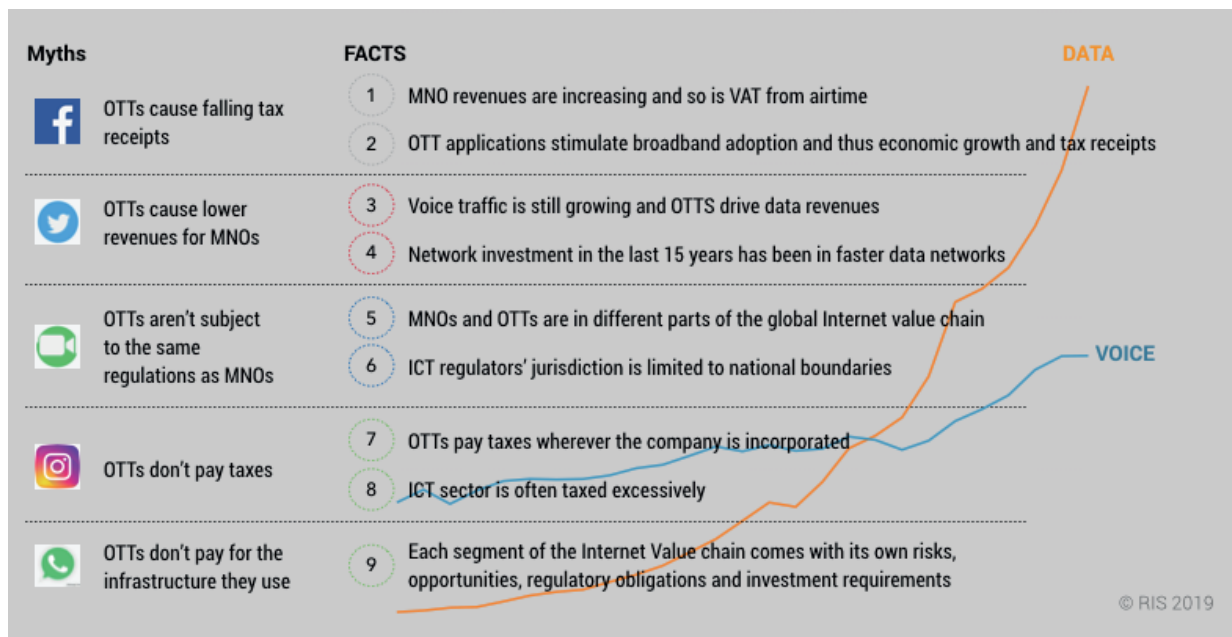 Myths
FACTS
DATA
OTTs cause falling tax
receipts
1
MNO revenues are increasing and so is VAT from airtime
2
OTT applications stimulate broadband adoption and thus economic growth and tax receipts
OTTs cause lower
revenues for MNOs
3
Voice traffic is still growing and OTTS drive data revenues
4
Network investment in the last 15 years has been in faster data networks
OTTs aren't subject
to the same
regulations as MNOs
5
MNOs and OTTs are in different parts of the global Internet value chain
6
ICT regulators' jurisdiction is limited to national boundaries
VOICE
OTTs don't pay taxes
7
OTTs pay taxes wherever the company is incorporated
8
ICT sector is often taxed excessively
OTTs don't pay for the
infrastructure they use
9
Each segment of the Internet Value chain comes with its own risks,
opportunities, regulatory obligations and investment requirements
© RIS 2019